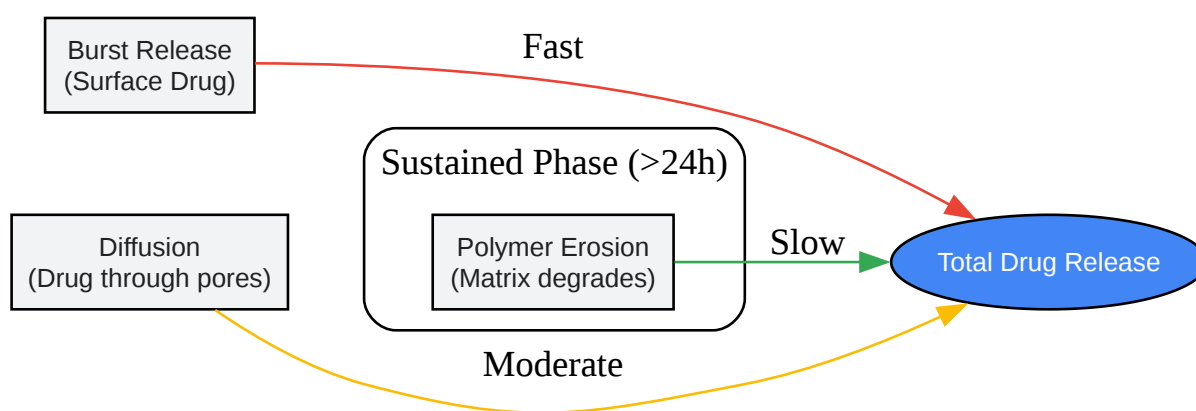 Burst Release
(Surface Drug)
Fast
Sustained Phase (>24h)
Diffusion
(Drug through pores)
Polymer Erosion
(Matrix degrades)
Slow
Total Drug Release
Moderate